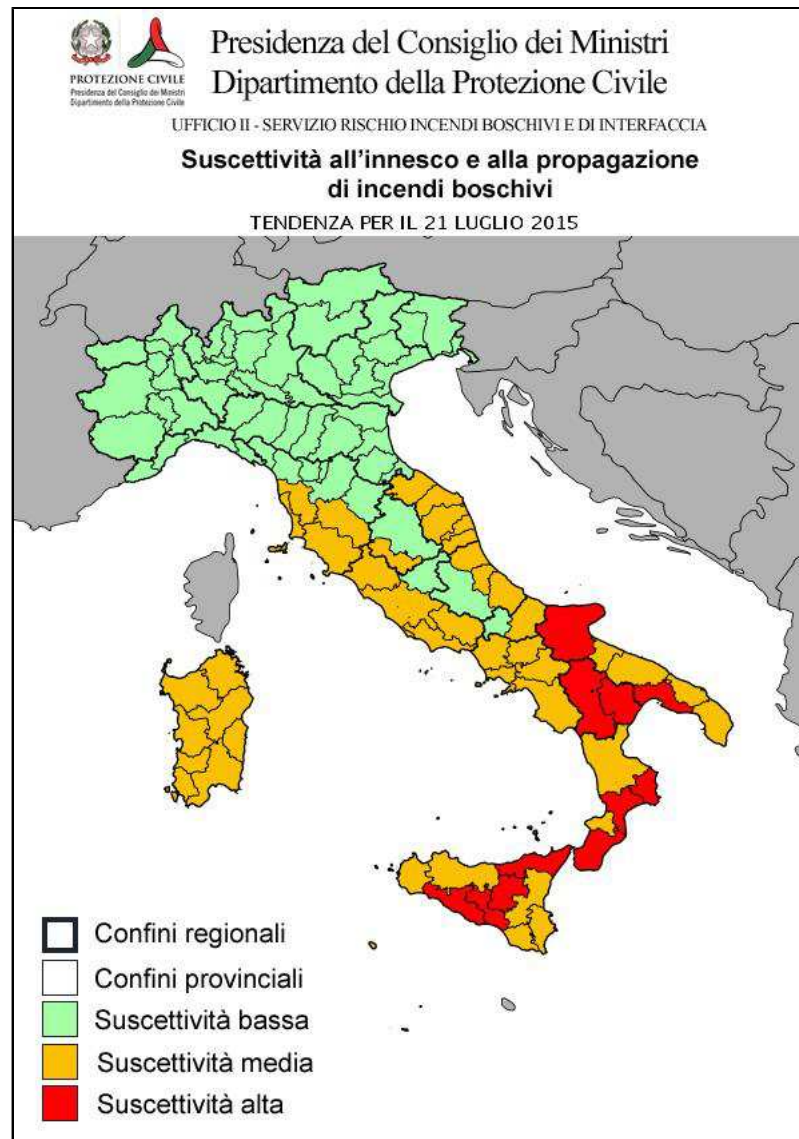 PROTEZIONE CIVILE
Presidenza del Consiglio dei Ministri
Dipartimento della Protezione Civile
Presidenza del Consiglio dei Ministri
Dipartimento della Protezione Civile
UFFICIO II - SERVIZIO RISCHIO INCENDI BOSCHIVI E DI INTERFACCIA
Suscettività all'innesco e alla propagazione
di incendi boschivi
TENDENZA PER IL 21 LUGLIO 2015
Confini regionali
Confini provinciali
Suscettività bassa
Suscettività media
Suscettività alta